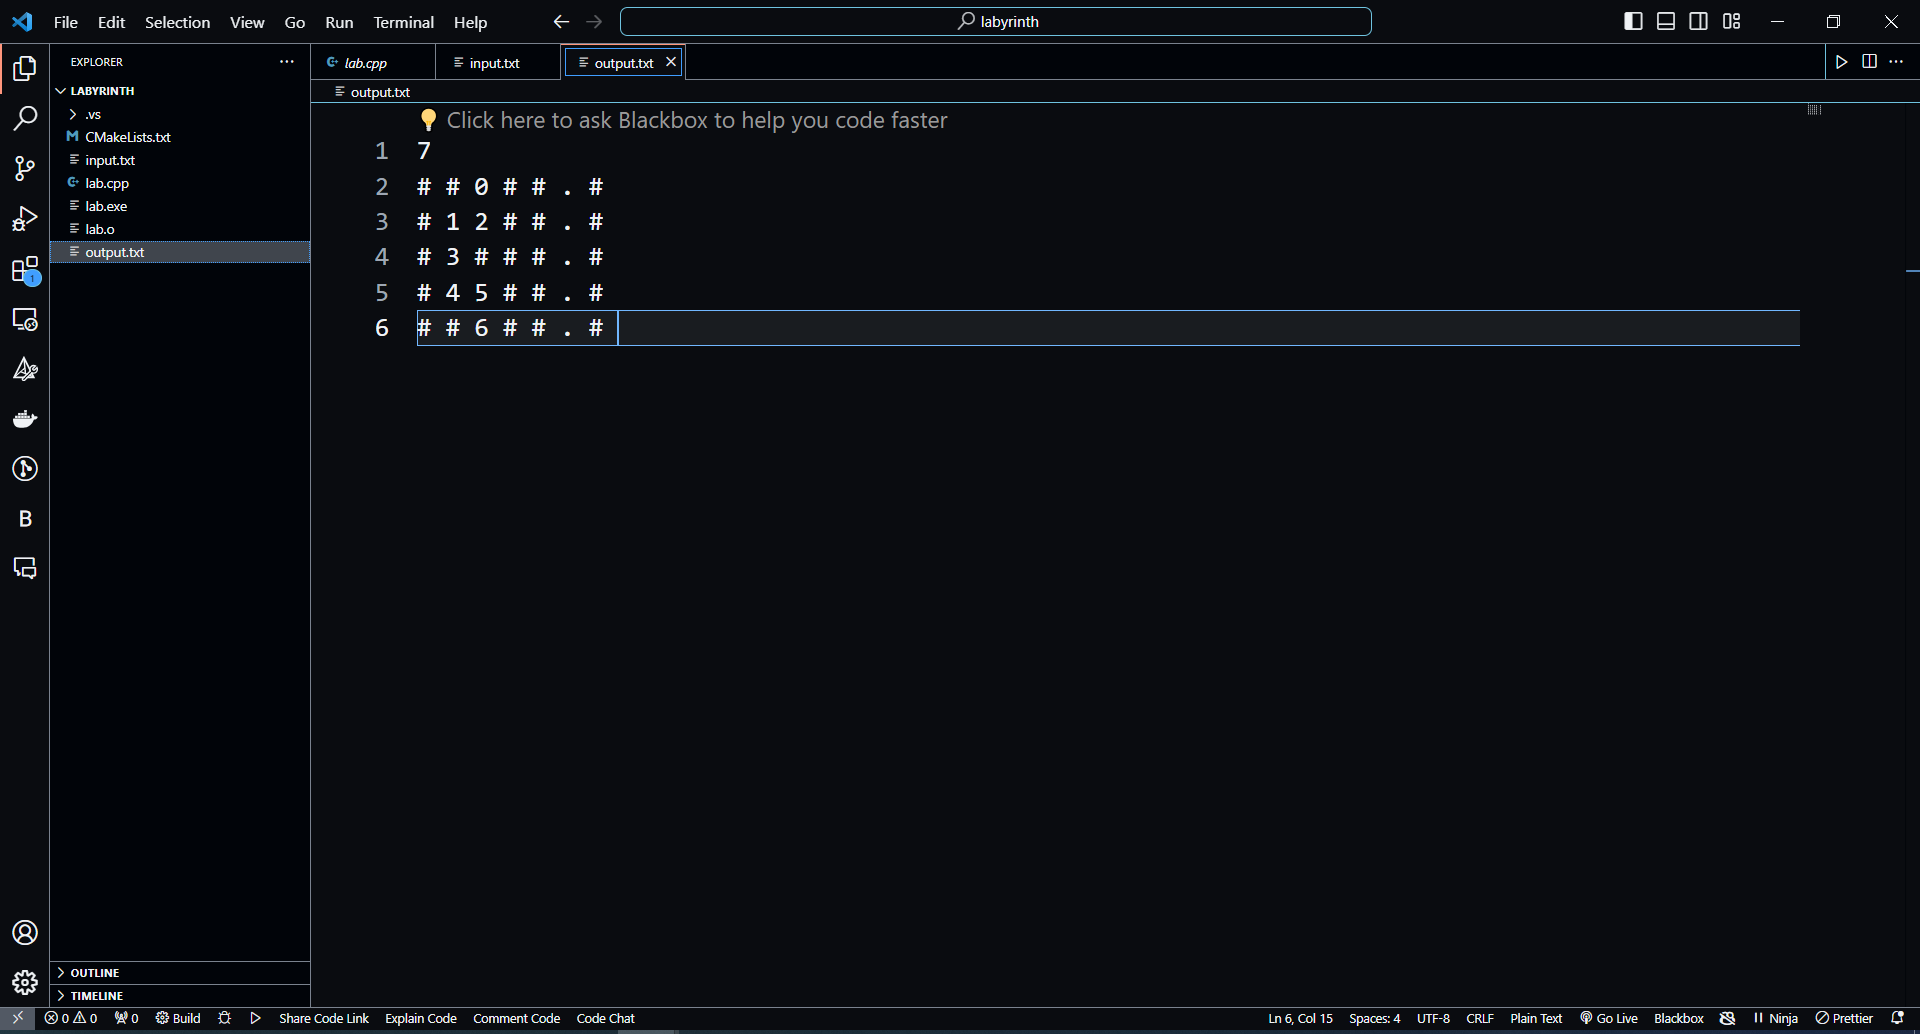 File Edit Selection View Go Run Terminal Help
labyrinth
EXPLORER
LABYRINTH
.vs
CMakeLists.txt
input.txt
lab.cpp
lab.exe
lab.o
output.txt
OUTLINE
TIMELINE
lab.cpp input.txt output.txt
output.txt
Click here to ask Blackbox to help you code faster
1 7
2 # # 0 # # . #
3 # 1 2 # # . #
4 # 3 # # # . #
5 # 4 5 # # . #
6 # # 6 # # . #
1
B
0 0 0 Build Share Code Link Explain Code Comment Code Code Chat Ln 6, Col 15 Spaces: 4 UTF-8 CRLF Plain Text Go Live Blackbox Ninja Prettier